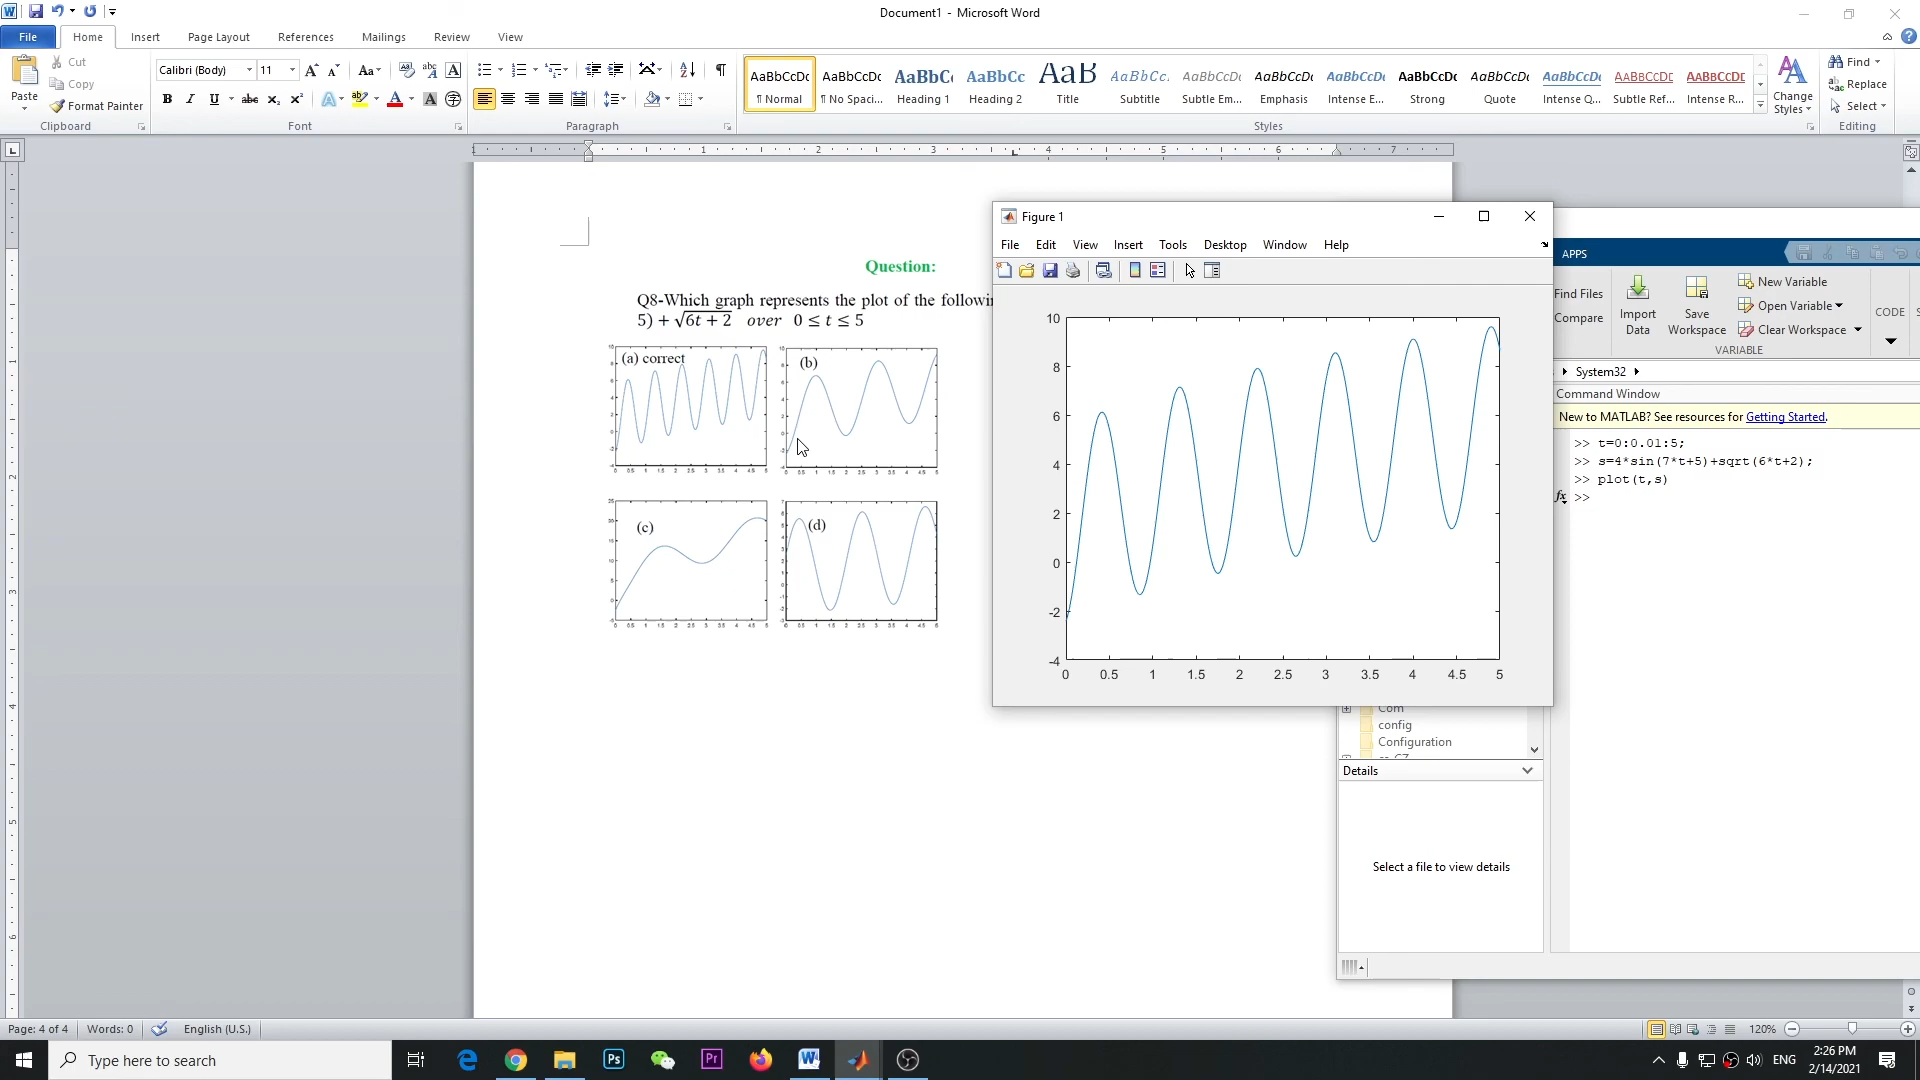 Document1 - Microsoft Word
File Home Insert Page Layout References Mailings Review View
Cut
Copy
Format Painter
Paste
Clipboard
Calibri (Body) 11
Font
Paragraph
AaBbCcDc AaBbCcDc AaBbC AaBbCc AaB AaBbCc. AaBbCcDc AaBbCcDc AaBbCcDc AaBbCcDc AaBbCcDc AaBbCcDc AABBCCDC AABBCCDC
¶ Normal ¶ No Spaci... Heading 1 Heading 2 Title Subtitle Subtle Em... Emphasis Intense E... Strong Quote Intense Q... Subtle Ref... Intense R...
Change Styles
Styles
Find
Replace
Select
Editing
Question:
Q8-Which graph represents the plot of the followin
5) + √6t + 2 over 0 ≤ t ≤ 5
(a) correct
(b)
(c)
(d)
Figure 1
File Edit View Insert Tools Desktop Window Help
10
8
6
4
2
0
-2
-4
0 0.5 1 1.5 2 2.5 3 3.5 4 4.5 5
APPS
Find Files
Compare
Import Data
Save Workspace
New Variable
Open Variable
Clear Workspace
VARIABLE
CODE
System32
Command Window
New to MATLAB? See resources for Getting Started.
>> t=0:0.01:5;
>> s=4*sin(7*t+5)+sqrt(6*t+2);
>> plot(t,s)
fx >>
Com
config
Configuration
Details
Select a file to view details
Page: 4 of 4 Words: 0 English (U.S.)
120%
Type here to search
ENG
2:26 PM
2/14/2021